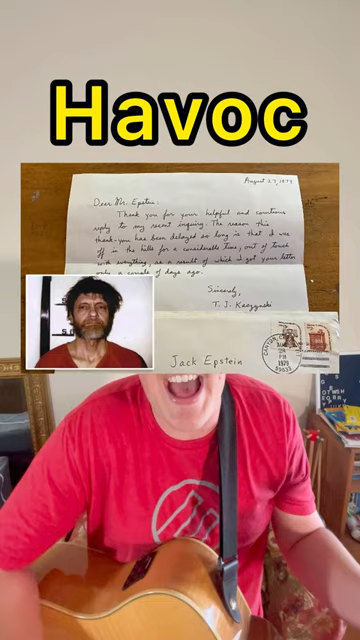 Havoc
August 27, 1979
Dear Mr. Epstein:
Thank you for your helpful and courteous
reply to my recent inquiry. The reason this
thank-you has been delayed so long is that I was
off in the hills for a considerable time, out of touch
with everything, as a result of which I got your letter
only a couple of days ago.
Sincerely,
T. J. Kaczynski
Jack Epstein
PM
1979